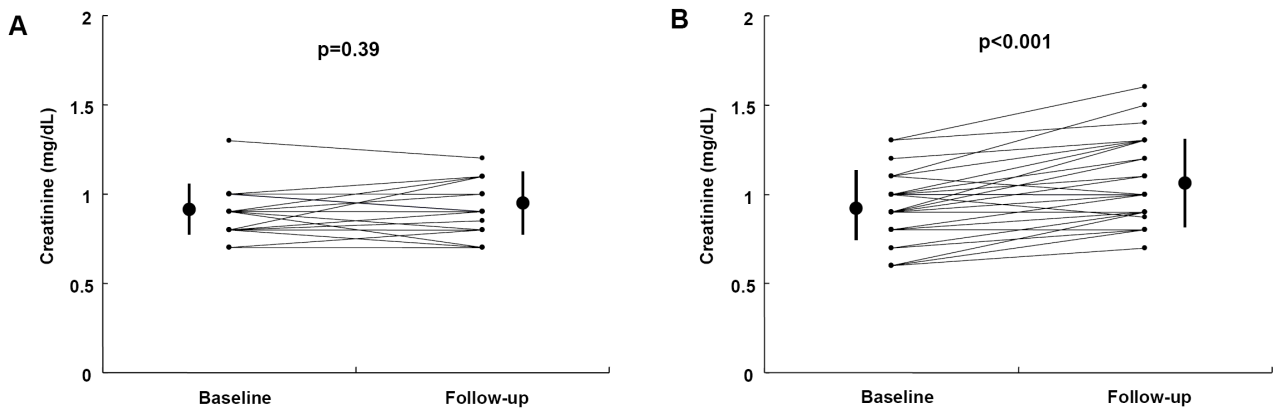 A
p=0.39
Creatinine (mg/dL)
2
1.5
1
0.5
0
Baseline
Follow-up
B
p<0.001
Creatinine (mg/dL)
2
1.5
1
0.5
0
Baseline
Follow-up